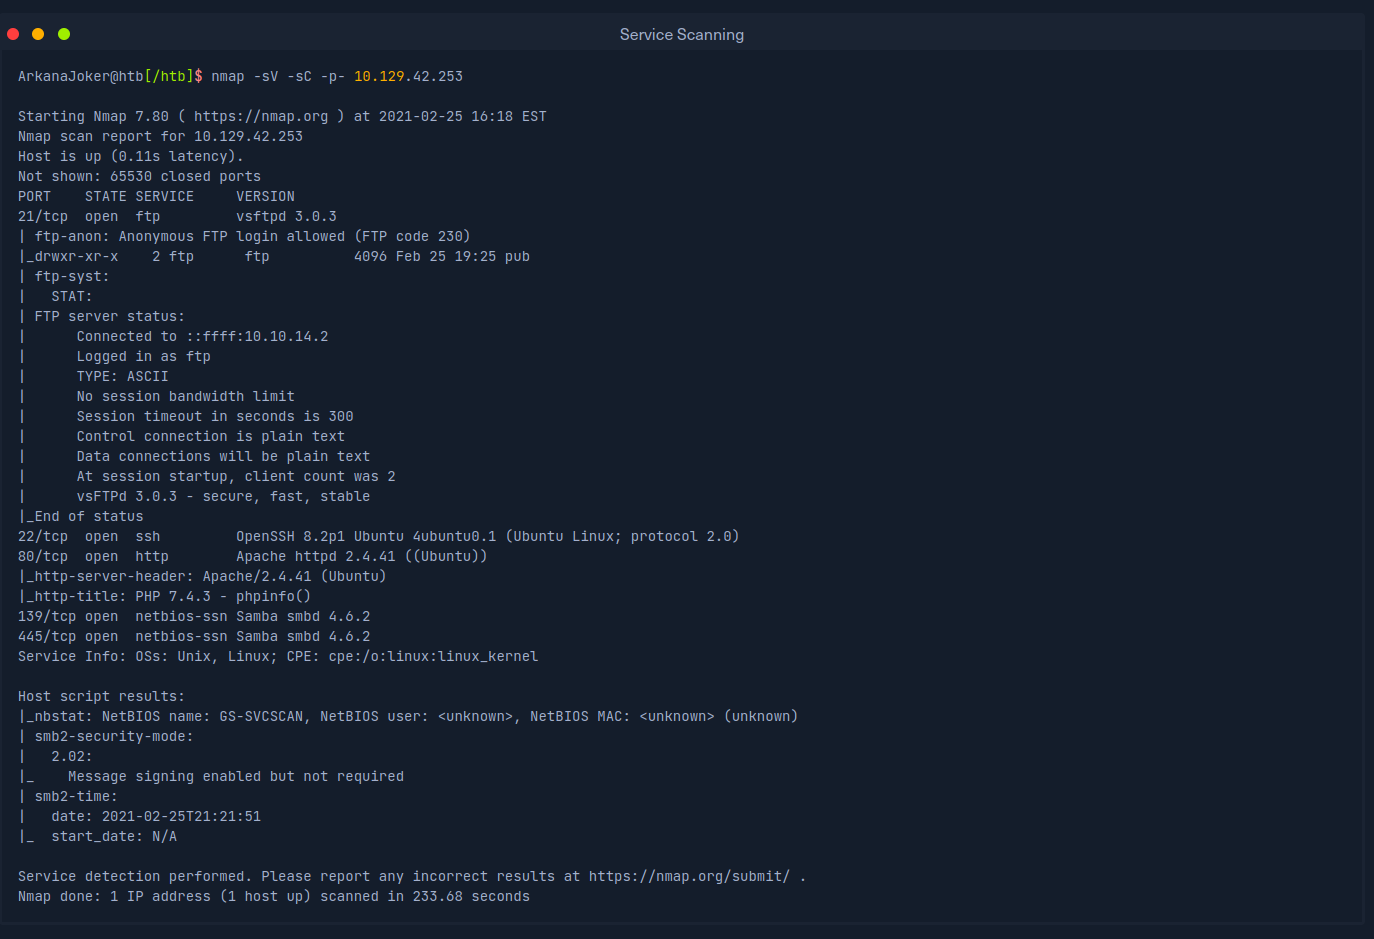 Service Scanning
ArkanaJoker@htb[/htb]$ nmap -sV -sC -p- 10.129.42.253
Starting Nmap 7.80 ( https://nmap.org ) at 2021-02-25 16:18 EST
Nmap scan report for 10.129.42.253
Host is up (0.11s latency).
Not shown: 65530 closed ports
PORT    STATE SERVICE     VERSION
21/tcp  open  ftp         vsftpd 3.0.3
| ftp-anon: Anonymous FTP login allowed (FTP code 230)
|_drwxr-xr-x    2 ftp      ftp          4096 Feb 25 19:25 pub
| ftp-syst:
|   STAT:
| FTP server status:
|      Connected to ::ffff:10.10.14.2
|      Logged in as ftp
|      TYPE: ASCII
|      No session bandwidth limit
|      Session timeout in seconds is 300
|      Control connection is plain text
|      Data connections will be plain text
|      At session startup, client count was 2
|      vsFTPd 3.0.3 - secure, fast, stable
|_End of status
22/tcp  open  ssh         OpenSSH 8.2p1 Ubuntu 4ubuntu0.1 (Ubuntu Linux; protocol 2.0)
80/tcp  open  http        Apache httpd 2.4.41 ((Ubuntu))
|_http-server-header: Apache/2.4.41 (Ubuntu)
|_http-title: PHP 7.4.3 - phpinfo()
139/tcp open  netbios-ssn Samba smbd 4.6.2
445/tcp open  netbios-ssn Samba smbd 4.6.2
Service Info: OSs: Unix, Linux; CPE: cpe:/o:linux:linux_kernel
Host script results:
|_nbstat: NetBIOS name: GS-SVCSCAN, NetBIOS user: <unknown>, NetBIOS MAC: <unknown> (unknown)
| smb2-security-mode:
|   2.02:
|_    Message signing enabled but not required
| smb2-time:
|   date: 2021-02-25T21:21:51
|_  start_date: N/A
Service detection performed. Please report any incorrect results at https://nmap.org/submit/ .
Nmap done: 1 IP address (1 host up) scanned in 233.68 seconds